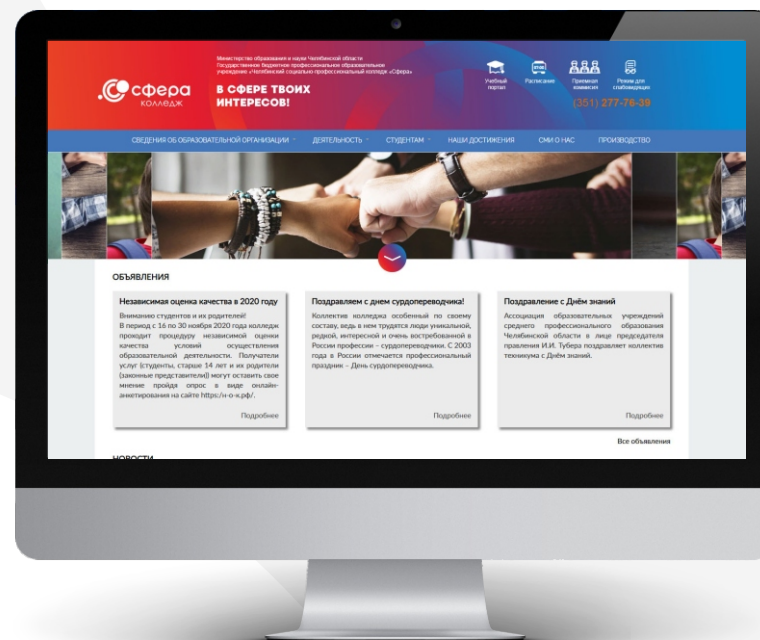 Министерство образования и науки Челябинской области
Государственное бюджетное профессиональное образовательное
учреждение «Челябинский социально-профессиональный колледж «Сфера»
сфера
колледж
В СФЕРЕ ТВОИХ
ИНТЕРЕСОВ!
Учебный
портал
Расписание
Приемная
комиссия
Режим для
слабовидящих
(351) 277-76-39
СВЕДЕНИЯ ОБ ОБРАЗОВАТЕЛЬНОЙ ОРГАНИЗАЦИИ
ДЕЯТЕЛЬНОСТЬ
СТУДЕНТАМ
НАШИ ДОСТИЖЕНИЯ
СМИ О НАС
ПРОИЗВОДСТВО
ОБЪЯВЛЕНИЯ
Независимая оценка качества в 2020 году
Вниманию студентов и их родителей!
В период с 16 по 30 ноября 2020 года колледж
проходит процедуру независимой оценки
качества условий осуществления
образовательной деятельности. Получатели
услуг (студенты, старше 14 лет и их родители
(законные представители)) могут оставить свое
мнение пройдя опрос в виде онлайн-
анкетирования на сайте https:/н-о-к.рф/.
Подробнее
Поздравляем с днем сурдопереводчика!
Коллектив колледжа особенный по своему
составу, ведь в нем трудятся люди уникальной,
редкой, интересной и очень востребованной в
России профессии – сурдопереводчики. С 2003
года в России отмечается профессиональный
праздник – День сурдопереводчика.
Подробнее
Поздравление с Днём знаний
Ассоциация образовательных учреждений
среднего профессионального образования
Челябинской области в лице председателя
правления И.И. Тубера поздравляет коллектив
техникума с Днём знаний.
Подробнее
Все объявления
НОВОСТИ